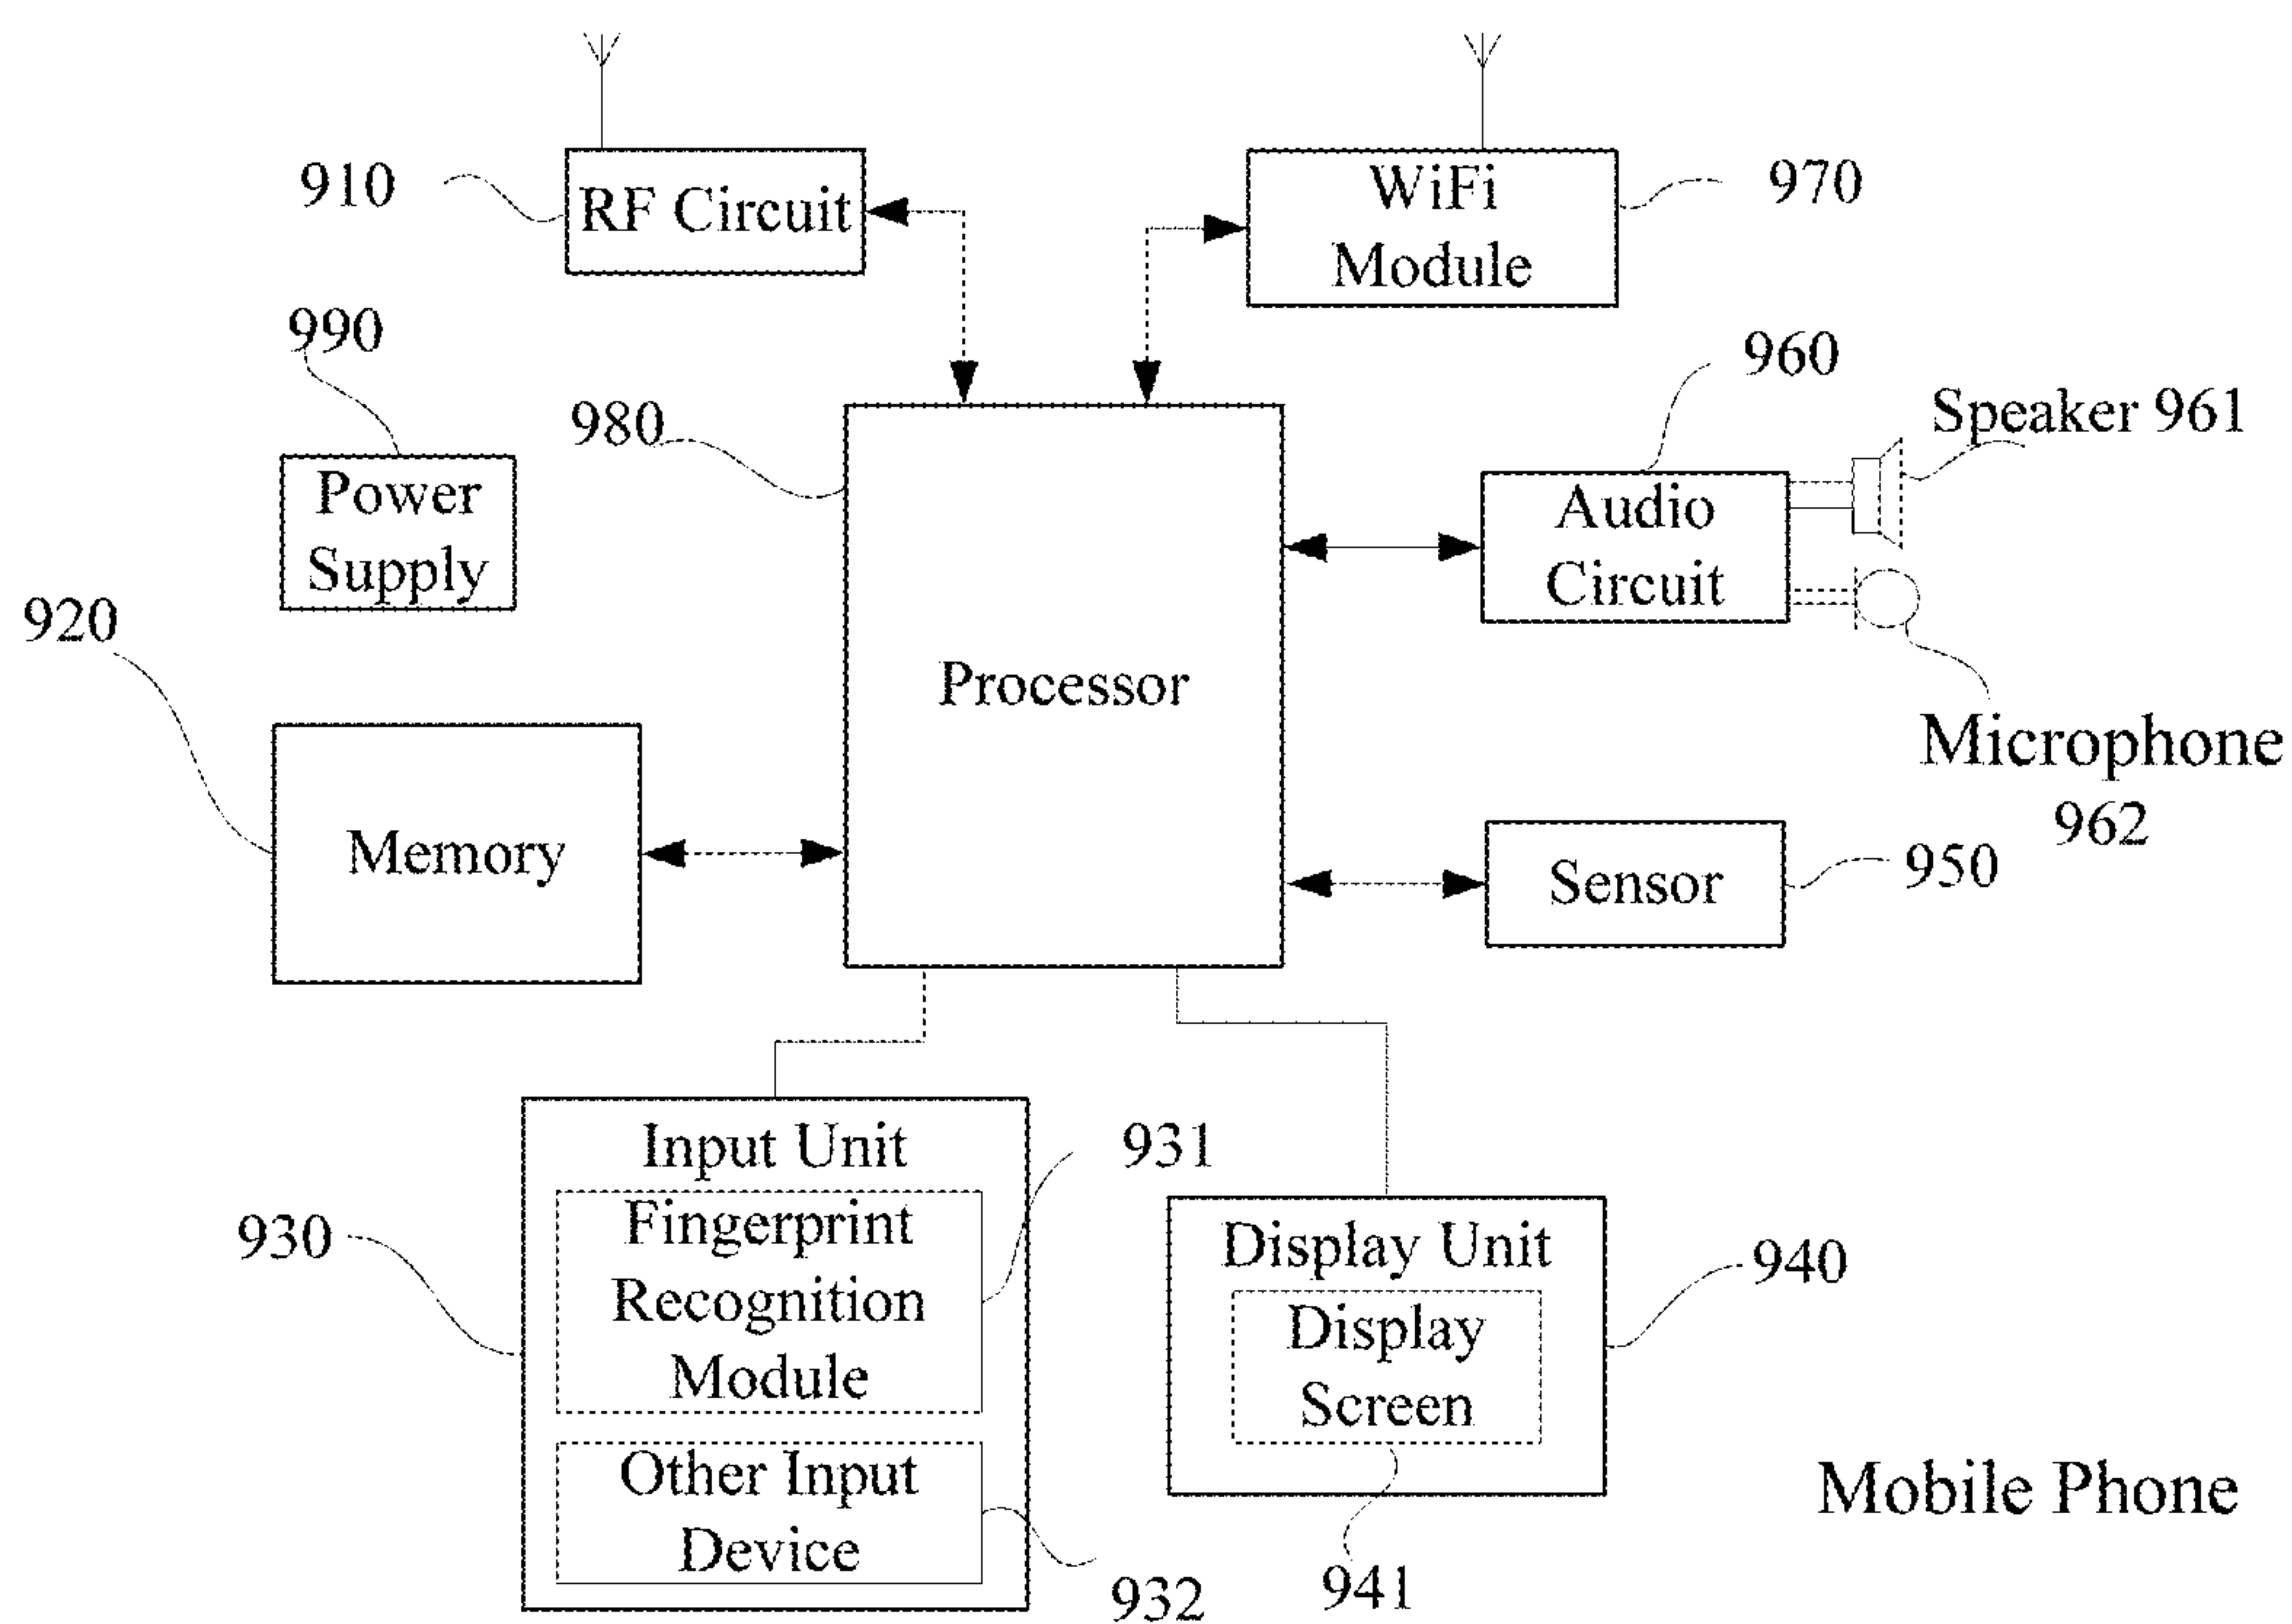 910
RF Circuit
WiFi
Module
970
990
980
960
Speaker 961
Power
Supply
Audio
Circuit
920
Processor
Microphone
962
Memory
Sensor
950
Input Unit
931
930
Fingerprint
Recognition
Module
Display Unit
940
Display
Screen
Other Input
Device
932
941
Mobile Phone